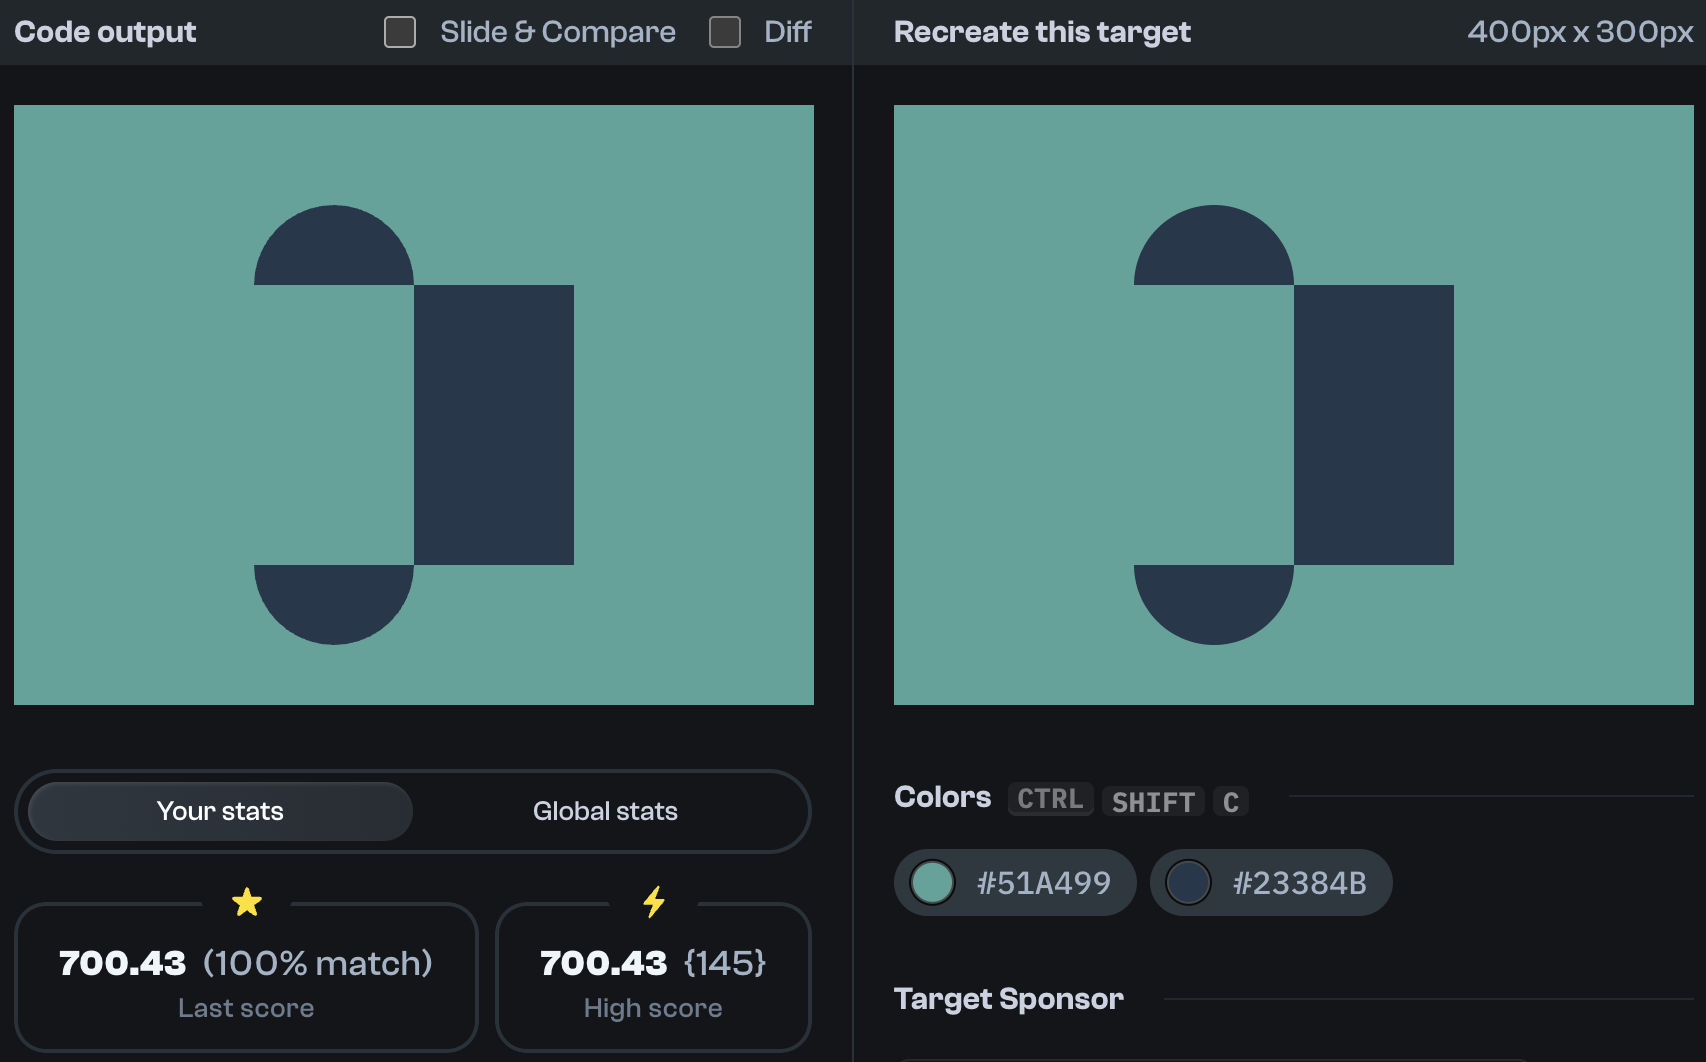 Code output
Slide & Compare
Diff
Recreate this target
400px x 300px
Your stats
Global stats
700.43 (100% match)
Last score
700.43 {145}
High score
Colors CTRL SHIFT C
#51A499
#23384B
Target Sponsor